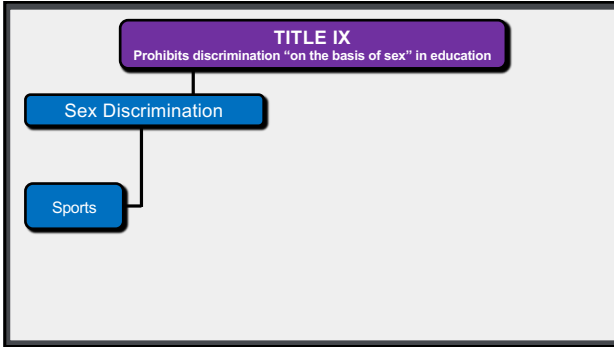 TITLE IX
Prohibits discrimination “on the basis of sex” in education
Sex Discrimination
Sports